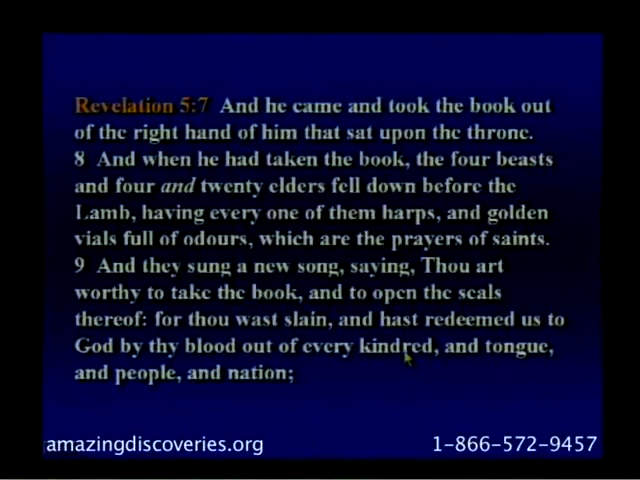 Revelation 5:7 And he came and took the book out
of the right hand of him that sat upon the throne.
8 And when he had taken the book, the four beasts
and four and twenty elders fell down before the
Lamb, having every one of them harps, and golden
vials full of odours, which are the prayers of saints.
9 And they sung a new song, saying, Thou art
worthy to take the book, and to open the seals
thereof: for thou wast slain, and hast redeemed us to
God by thy blood out of every kindred, and tongue,
and people, and nation;
amazingdiscoveries.org 1-866-572-9457